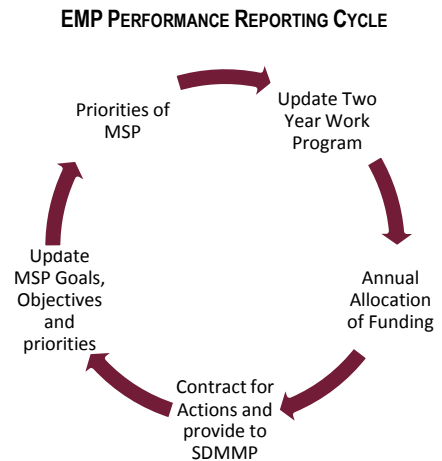 EMP PERFORMANCE REPORTING CYCLE
Priorities of
MSP
Update Two
Year Work
Program
Annual
Allocation
of Funding
Contract for
Actions and
provide to
SDMMP
Update
MSP Goals,
Objectives
and
priorities